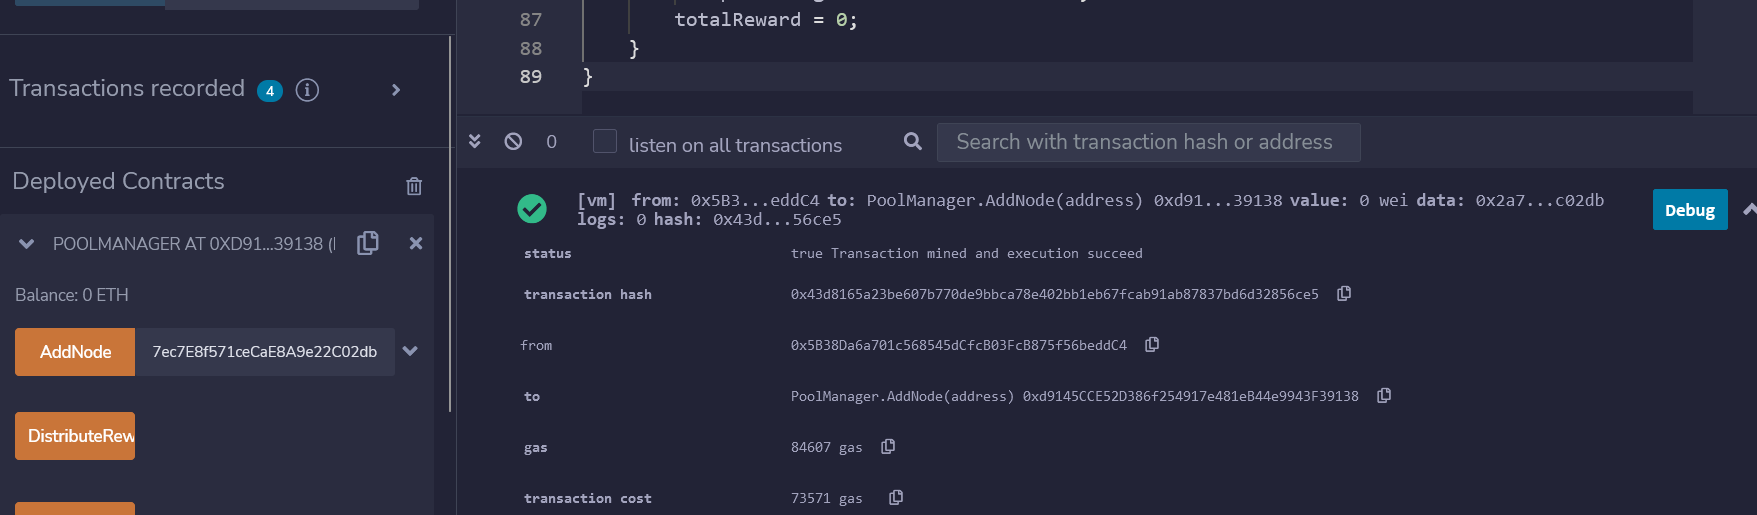 Transactions recorded 4 i
Deployed Contracts
POOLMANAGER AT 0XD91...39138 (
Balance: 0 ETH
AddNode 7ec7E8f571ceCaE8A9e22C02db
DistributeRew
87 totalReward = 0;
88 }
89 }
0 listen on all transactions Search with transaction hash or address
[vm] from: 0x5B3...eddC4 to: PoolManager.AddNode(address) 0xd91...39138 value: 0 wei data: 0x2a7...c02db
logs: 0 hash: 0x43d...56ce5
Debug
status true Transaction mined and execution succeed
transaction hash 0x43d8165a23be607b770de9bbca78e402bb1eb67fcab91ab87837bd6d32856ce5
from 0x5B38Da6a701c568545dCfcB03FcB875f56beddC4
to PoolManager.AddNode(address) 0xd9145CCE52D386f254917e481eB44e9943F39138
gas 84607 gas
transaction cost 73571 gas